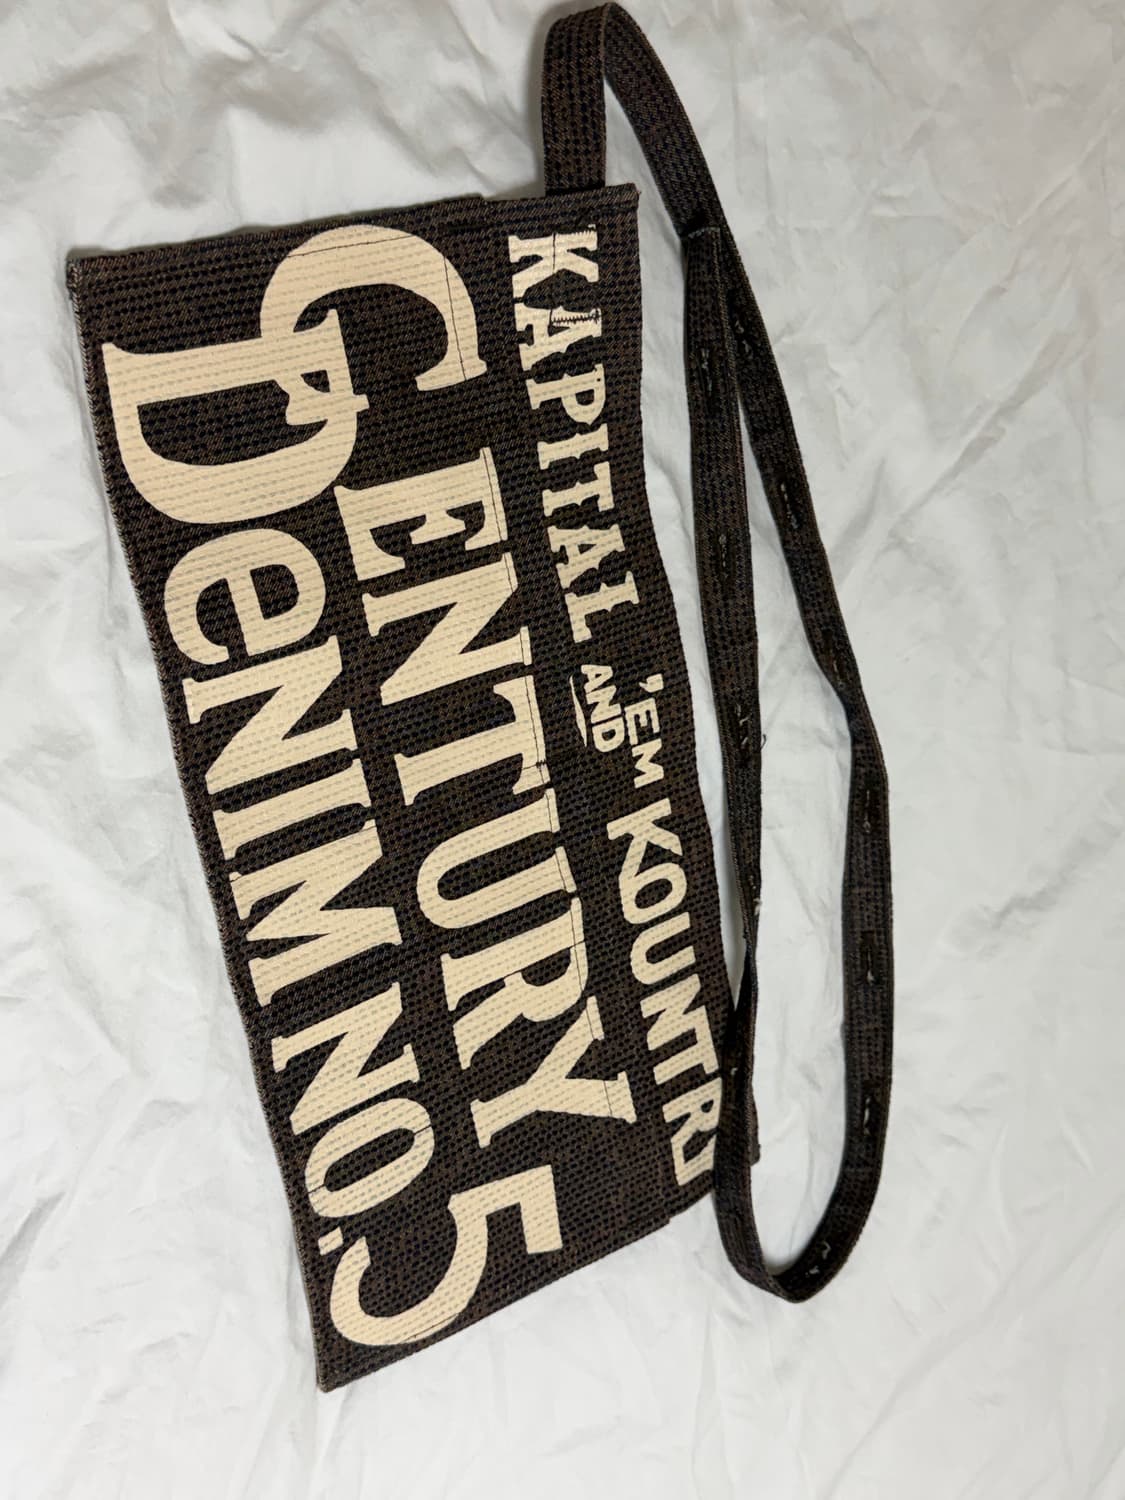 KAPITAL AND 'EM KOUNTRY
CENTURY
DENIM NO. 5